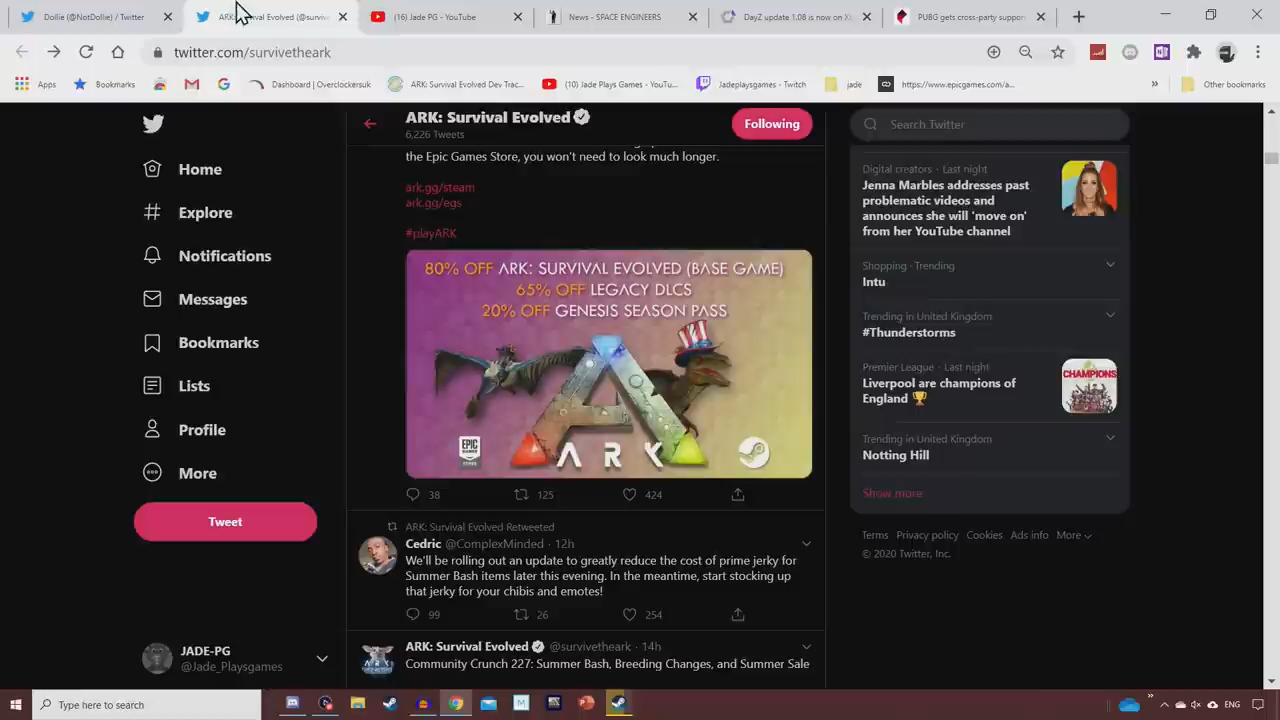 Dollie (@NotDollie) / Twitter
ARK: Survival Evolved (@surviv
(16) Jade PG - YouTube
News - SPACE ENGINEERS
DayZ update 1.08 is now on X
PUBG gets cross-party suppor
twitter.com/survivetheark
Apps
Bookmarks
Dashboard | Overclockersuk
ARK: Survival Evolved Dev Trac...
(10) Jade Plays Games - YouTu...
Jadeplaysgames - Twitch
jade
https://www.epicgames.com/a...
»
Other bookmarks
ARK: Survival Evolved
6,226 Tweets
Following
Search Twitter
Home
Explore
Notifications
Messages
Bookmarks
Lists
Profile
More
Tweet
JADE-PG
@Jade_Playsgames
the Epic Games Store, you won't need to look much longer.
ark.gg/steam
ark.gg/egs
#playARK
80% OFF ARK: SURVIVAL EVOLVED (BASE GAME)
65% OFF LEGACY DLCS
20% OFF GENESIS SEASON PASS
EPIC GAMES
ARK
38 125 424
ARK: Survival Evolved Retweeted
Cedric @ComplexMinded · 12h
We'll be rolling out an update to greatly reduce the cost of prime jerky for
Summer Bash items later this evening. In the meantime, start stocking up
that jerky for your chibis and emotes!
99 26 254
ARK: Survival Evolved @survivetheark · 14h
Community Crunch 227: Summer Bash, Breeding Changes, and Summer Sale
Digital creators · Last night
Jenna Marbles addresses past
problematic videos and
announces she will 'move on'
from her YouTube channel
Shopping · Trending
Intu
Trending in United Kingdom
#Thunderstorms
Premier League · Last night
Liverpool are champions of
England 🏆
CHAMPIONS
Trending in United Kingdom
Notting Hill
Show more
Terms Privacy policy Cookies Ads info More
© 2020 Twitter, Inc.
Type here to search
ENG